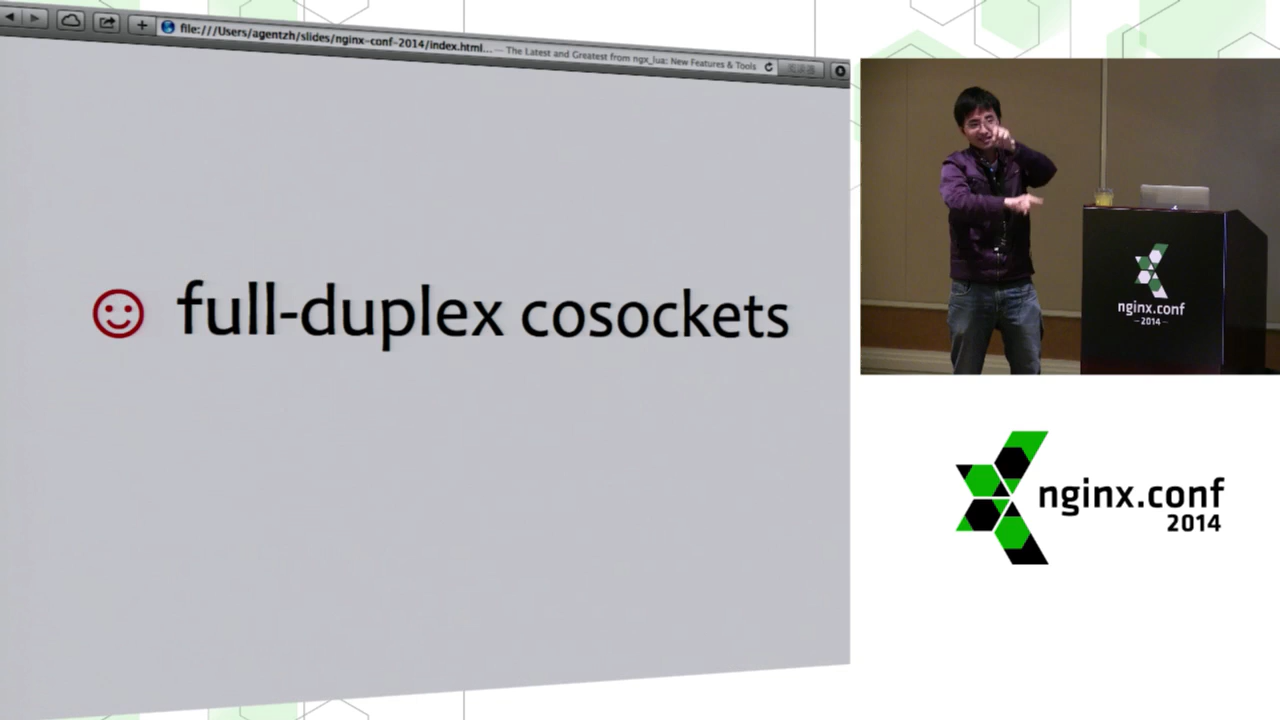 file:///Users/agentzh/slides/nginx-conf-2014/index.html... — The Latest and Greatest from ngx_lua: New Features & Tools
☺ full-duplex cosockets
nginx.conf
—2014—
nginx.conf
2014